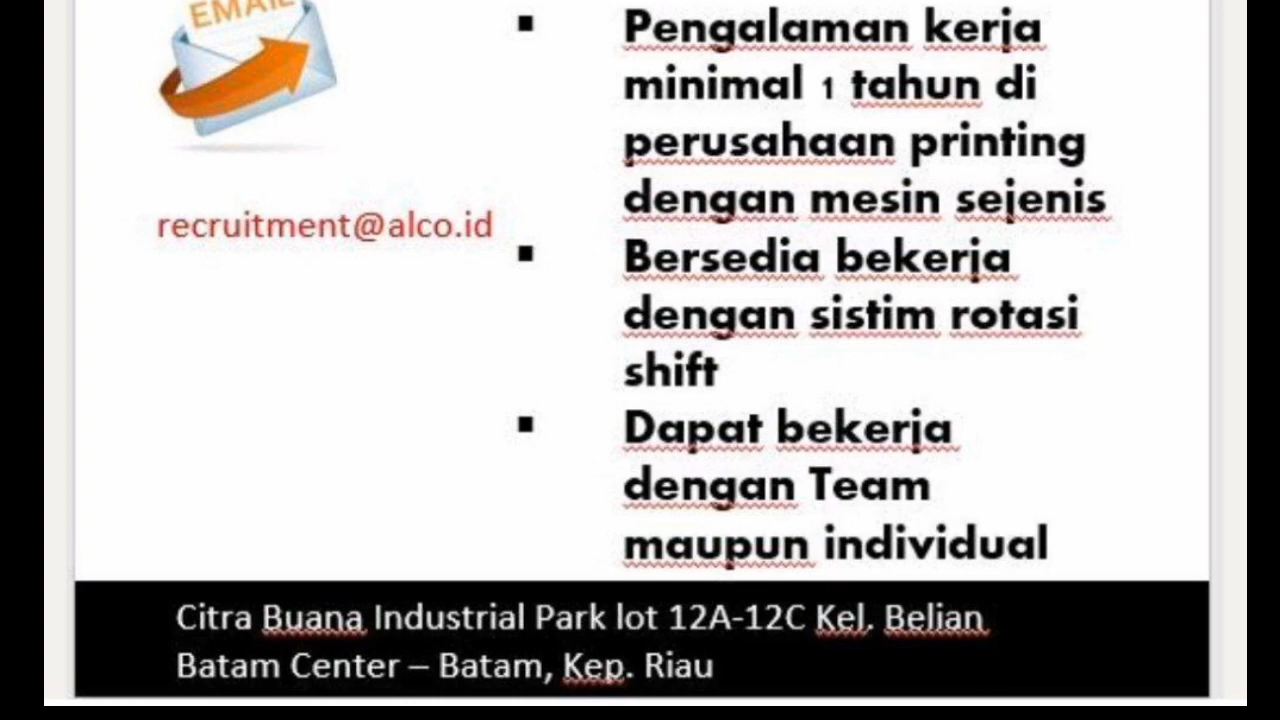 EMAIL
recruitment@alco.id
▪ Pengalaman kerja
minimal 1 tahun di
perusahaan printing
dengan mesin sejenis
▪ Bersedia bekerja
dengan sistim rotasi
shift
▪ Dapat bekerja
dengan Team
maupun individual
Citra Buana Industrial Park lot 12A-12C Kel. Belian
Batam Center – Batam, Kep. Riau